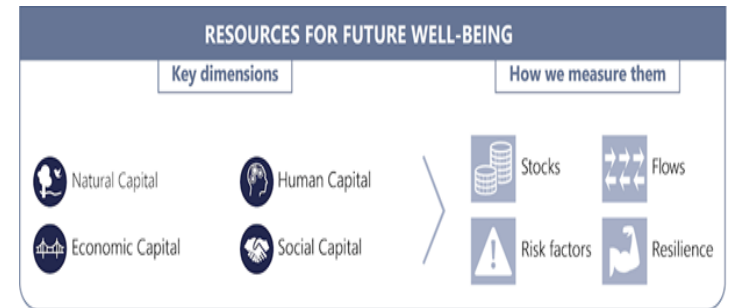 RESOURCES FOR FUTURE WELL-BEING
Key dimensions
How we measure them
Natural Capital
Human Capital
Stocks
Flows
Economic Capital
Social Capital
Risk factors
Resilience